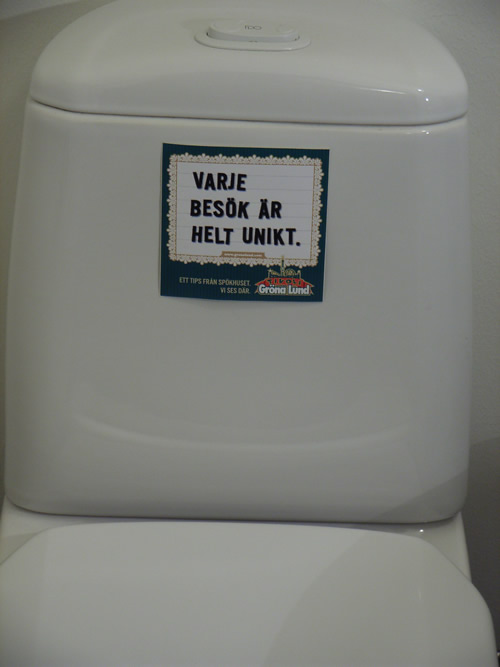 VARJE
BESÖK ÄR
HELT UNIKT.
ETT TIPS FRÅN SPÖKHUSET.
VI SES DÄR.
Gröna Lund